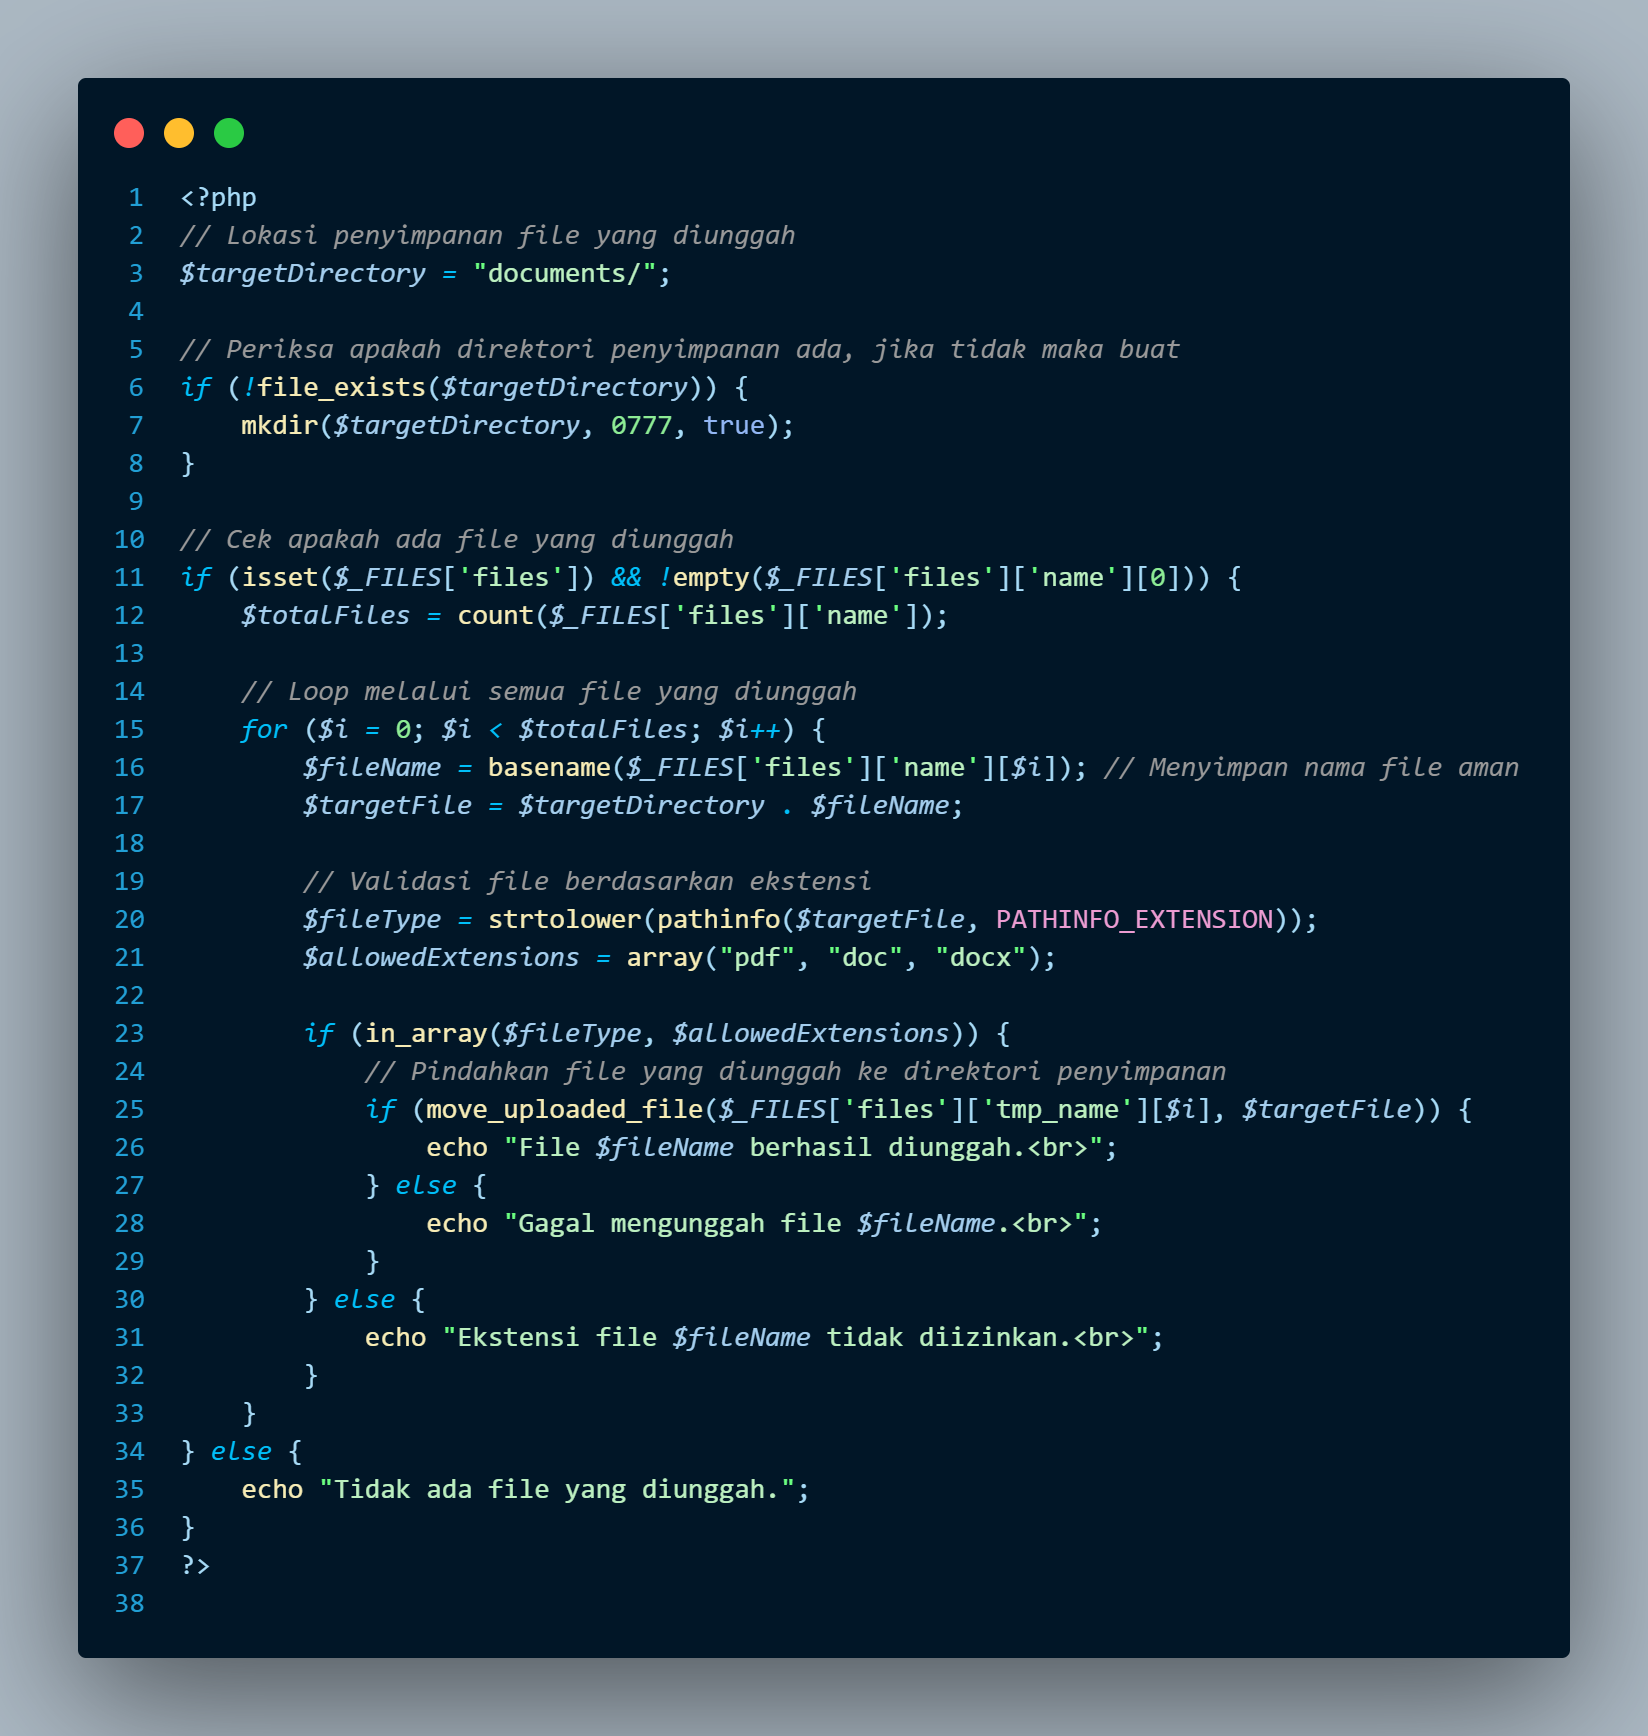 1 <?php
2 // Lokasi penyimpanan file yang diunggah
3 $targetDirectory = "documents/";
4
5 // Periksa apakah direktori penyimpanan ada, jika tidak maka buat
6 if (!file_exists($targetDirectory)) {
7     mkdir($targetDirectory, 0777, true);
8 }
9
10 // Cek apakah ada file yang diunggah
11 if (isset($_FILES['files']) && !empty($_FILES['files']['name'][0])) {
12     $totalFiles = count($_FILES['files']['name']);
13
14     // Loop melalui semua file yang diunggah
15     for ($i = 0; $i < $totalFiles; $i++) {
16         $fileName = basename($_FILES['files']['name'][$i]); // Menyimpan nama file aman
17         $targetFile = $targetDirectory . $fileName;
18
19         // Validasi file berdasarkan ekstensi
20         $fileType = strtolower(pathinfo($targetFile, PATHINFO_EXTENSION));
21         $allowedExtensions = array("pdf", "doc", "docx");
22
23         if (in_array($fileType, $allowedExtensions)) {
24             // Pindahkan file yang diunggah ke direktori penyimpanan
25             if (move_uploaded_file($_FILES['files']['tmp_name'][$i], $targetFile)) {
26                 echo "File $fileName berhasil diunggah.<br>";
27             } else {
28                 echo "Gagal mengunggah file $fileName.<br>";
29             }
30         } else {
31             echo "Ekstensi file $fileName tidak diizinkan.<br>";
32         }
33     }
34 } else {
35     echo "Tidak ada file yang diunggah.";
36 }
37 ?>
38